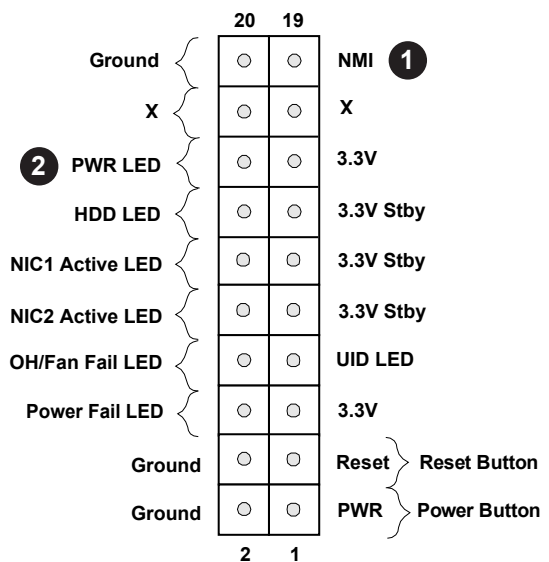 20 19
Ground NMI 1
X X
2 PWR LED 3.3V
HDD LED 3.3V Stby
NIC1 Active LED 3.3V Stby
NIC2 Active LED 3.3V Stby
OH/Fan Fail LED UID LED
Power Fail LED 3.3V
Ground Reset Reset Button
Ground PWR Power Button
2 1